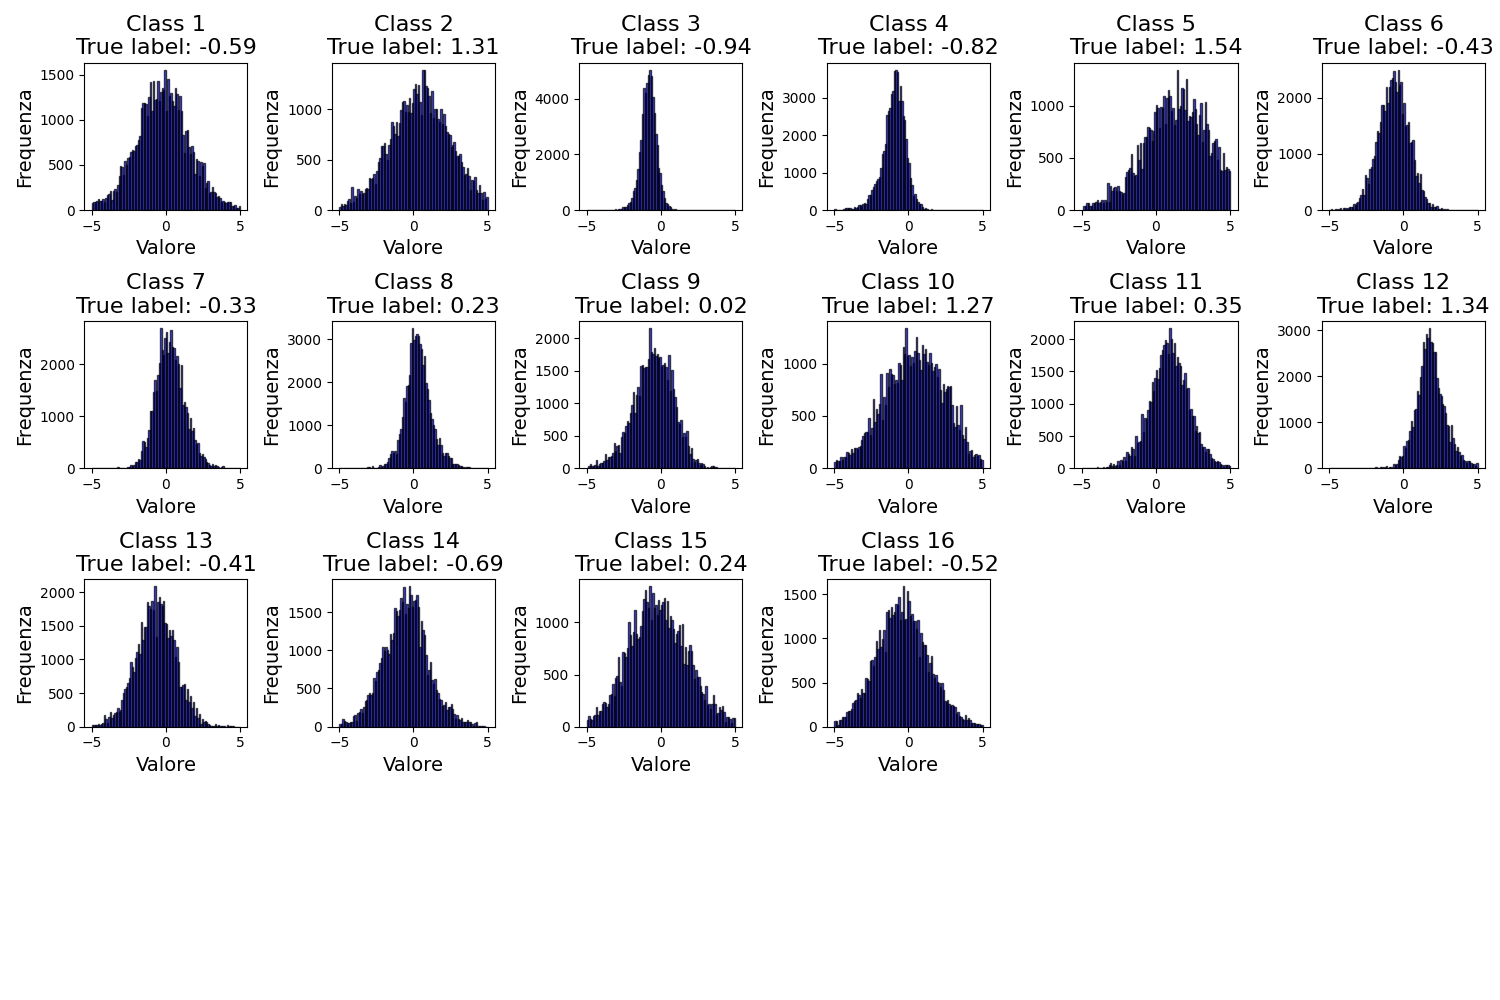 Class 1
True label: -0.59
Class 2
True label: 1.31
Class 3
True label: -0.94
Class 4
True label: -0.82
Class 5
True label: 1.54
Class 6
True label: -0.43
Frequenza
1500
1000
500
0
−5
0
5
Valore
Frequenza
1000
500
0
−5
0
5
Valore
Frequenza
4000
2000
0
−5
0
5
Valore
Frequenza
3000
2000
1000
0
−5
0
5
Valore
Frequenza
1000
500
0
−5
0
5
Valore
Frequenza
2000
1000
0
−5
0
5
Valore
Class 7
True label: -0.33
Class 8
True label: 0.23
Class 9
True label: 0.02
Class 10
True label: 1.27
Class 11
True label: 0.35
Class 12
True label: 1.34
Frequenza
2000
1000
0
−5
0
5
Valore
Frequenza
3000
2000
1000
0
−5
0
5
Valore
Frequenza
2000
1500
1000
500
0
−5
0
5
Valore
Frequenza
1000
500
0
−5
0
5
Valore
Frequenza
2000
1500
1000
500
0
−5
0
5
Valore
Frequenza
3000
2000
1000
0
−5
0
5
Valore
Class 13
True label: -0.41
Class 14
True label: -0.69
Class 15
True label: 0.24
Class 16
True label: -0.52
Frequenza
2000
1500
1000
500
0
−5
0
5
Valore
Frequenza
1500
1000
500
0
−5
0
5
Valore
Frequenza
1000
500
0
−5
0
5
Valore
Frequenza
1500
1000
500
0
−5
0
5
Valore